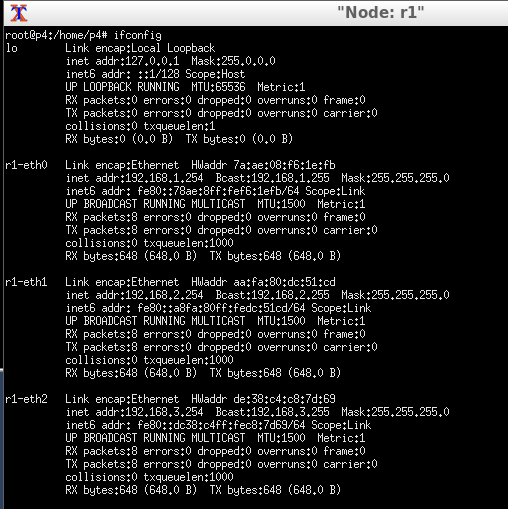 "Node: r1"
root@p4:/home/p4# ifconfig
lo Link encap:Local Loopback
inet addr:127.0.0.1 Mask:255.0.0.0
inet6 addr: ::1/128 Scope:Host
UP LOOPBACK RUNNING MTU:65536 Metric:1
RX packets:0 errors:0 dropped:0 overruns:0 frame:0
TX packets:0 errors:0 dropped:0 overruns:0 carrier:0
collisions:0 txqueuelen:1
RX bytes:0 (0.0 B) TX bytes:0 (0.0 B)
r1-eth0 Link encap:Ethernet HWaddr 7a:ae:08:f6:1e:fb
inet addr:192.168.1.254 Bcast:192.168.1.255 Mask:255.255.255.0
inet6 addr: fe80::78ae:8ff:fef6:1efb/64 Scope:Link
UP BROADCAST RUNNING MULTICAST MTU:1500 Metric:1
RX packets:8 errors:0 dropped:0 overruns:0 frame:0
TX packets:8 errors:0 dropped:0 overruns:0 carrier:0
collisions:0 txqueuelen:1000
RX bytes:648 (648.0 B) TX bytes:648 (648.0 B)
r1-eth1 Link encap:Ethernet HWaddr aa:fa:80:dc:51:cd
inet addr:192.168.2.254 Bcast:192.168.2.255 Mask:255.255.255.0
inet6 addr: fe80::a8fa:80ff:fedc:51cd/64 Scope:Link
UP BROADCAST RUNNING MULTICAST MTU:1500 Metric:1
RX packets:8 errors:0 dropped:0 overruns:0 frame:0
TX packets:8 errors:0 dropped:0 overruns:0 carrier:0
collisions:0 txqueuelen:1000
RX bytes:648 (648.0 B) TX bytes:648 (648.0 B)
r1-eth2 Link encap:Ethernet HWaddr de:38:c4:c8:7d:69
inet addr:192.168.3.254 Bcast:192.168.3.255 Mask:255.255.255.0
inet6 addr: fe80::dc38:c4ff:fec8:7d69/64 Scope:Link
UP BROADCAST RUNNING MULTICAST MTU:1500 Metric:1
RX packets:8 errors:0 dropped:0 overruns:0 frame:0
TX packets:8 errors:0 dropped:0 overruns:0 carrier:0
collisions:0 txqueuelen:1000
RX bytes:648 (648.0 B) TX bytes:648 (648.0 B)